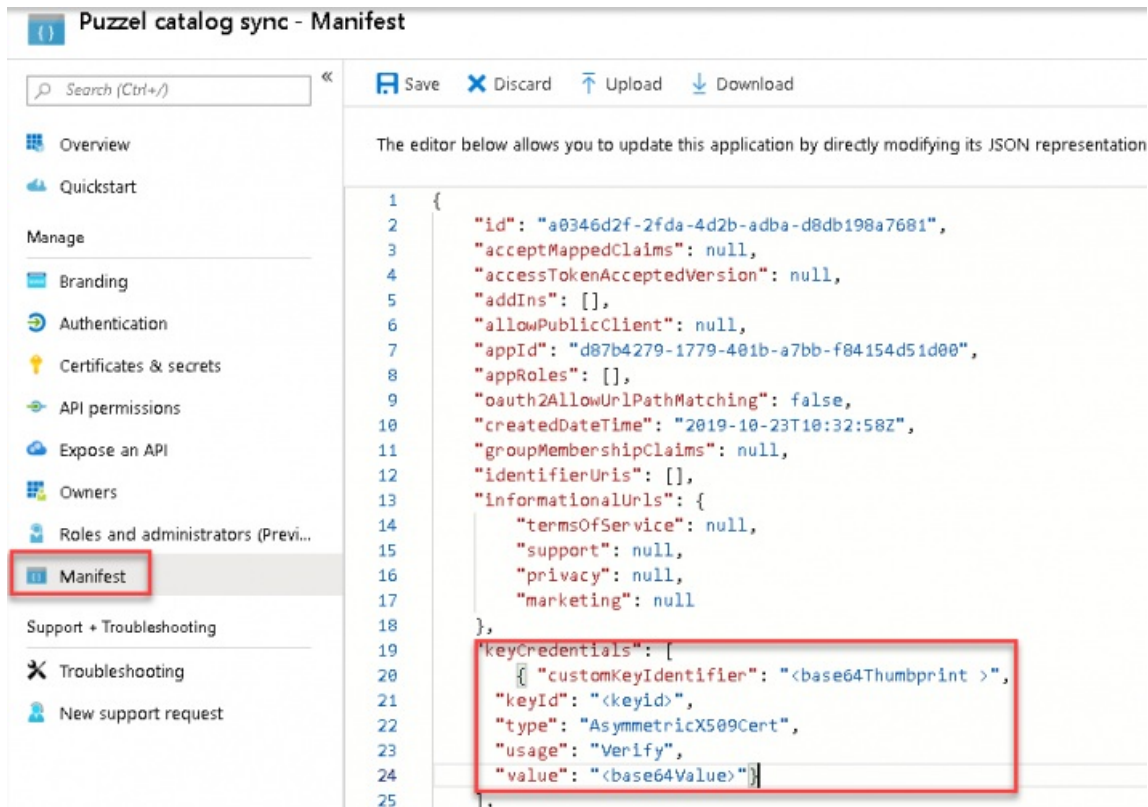 Puzzel catalog sync - Manifest
Search (Ctrl+/)
«
Overview
Quickstart
Manage
Branding
Authentication
Certificates & secrets
API permissions
Expose an API
Owners
Roles and administrators (Previ...
Manifest
Support + Troubleshooting
Troubleshooting
New support request
Save Discard Upload Download
The editor below allows you to update this application by directly modifying its JSON representation
1 {
2 "id": "a0346d2f-2fda-4d2b-adba-d8db198a7681",
3 "acceptMappedClaims": null,
4 "accessTokenAcceptedVersion": null,
5 "addIns": [],
6 "allowPublicClient": null,
7 "appId": "d87b4279-1779-401b-a7bb-f84154d51d00",
8 "appRoles": [],
9 "oauth2AllowUrlPathMatching": false,
10 "createdDateTime": "2019-10-23T10:32:58Z",
11 "groupMembershipClaims": null,
12 "identifierUris": [],
13 "informationalUrls": {
14 "termsOfService": null,
15 "support": null,
16 "privacy": null,
17 "marketing": null
18 },
19 "keyCredentials": [
20 { "customKeyIdentifier": "<base64Thumbprint >",
21 "keyId": "<keyid>",
22 "type": "AsymmetricX509Cert",
23 "usage": "Verify",
24 "value": "<base64Value>"}
25 ],